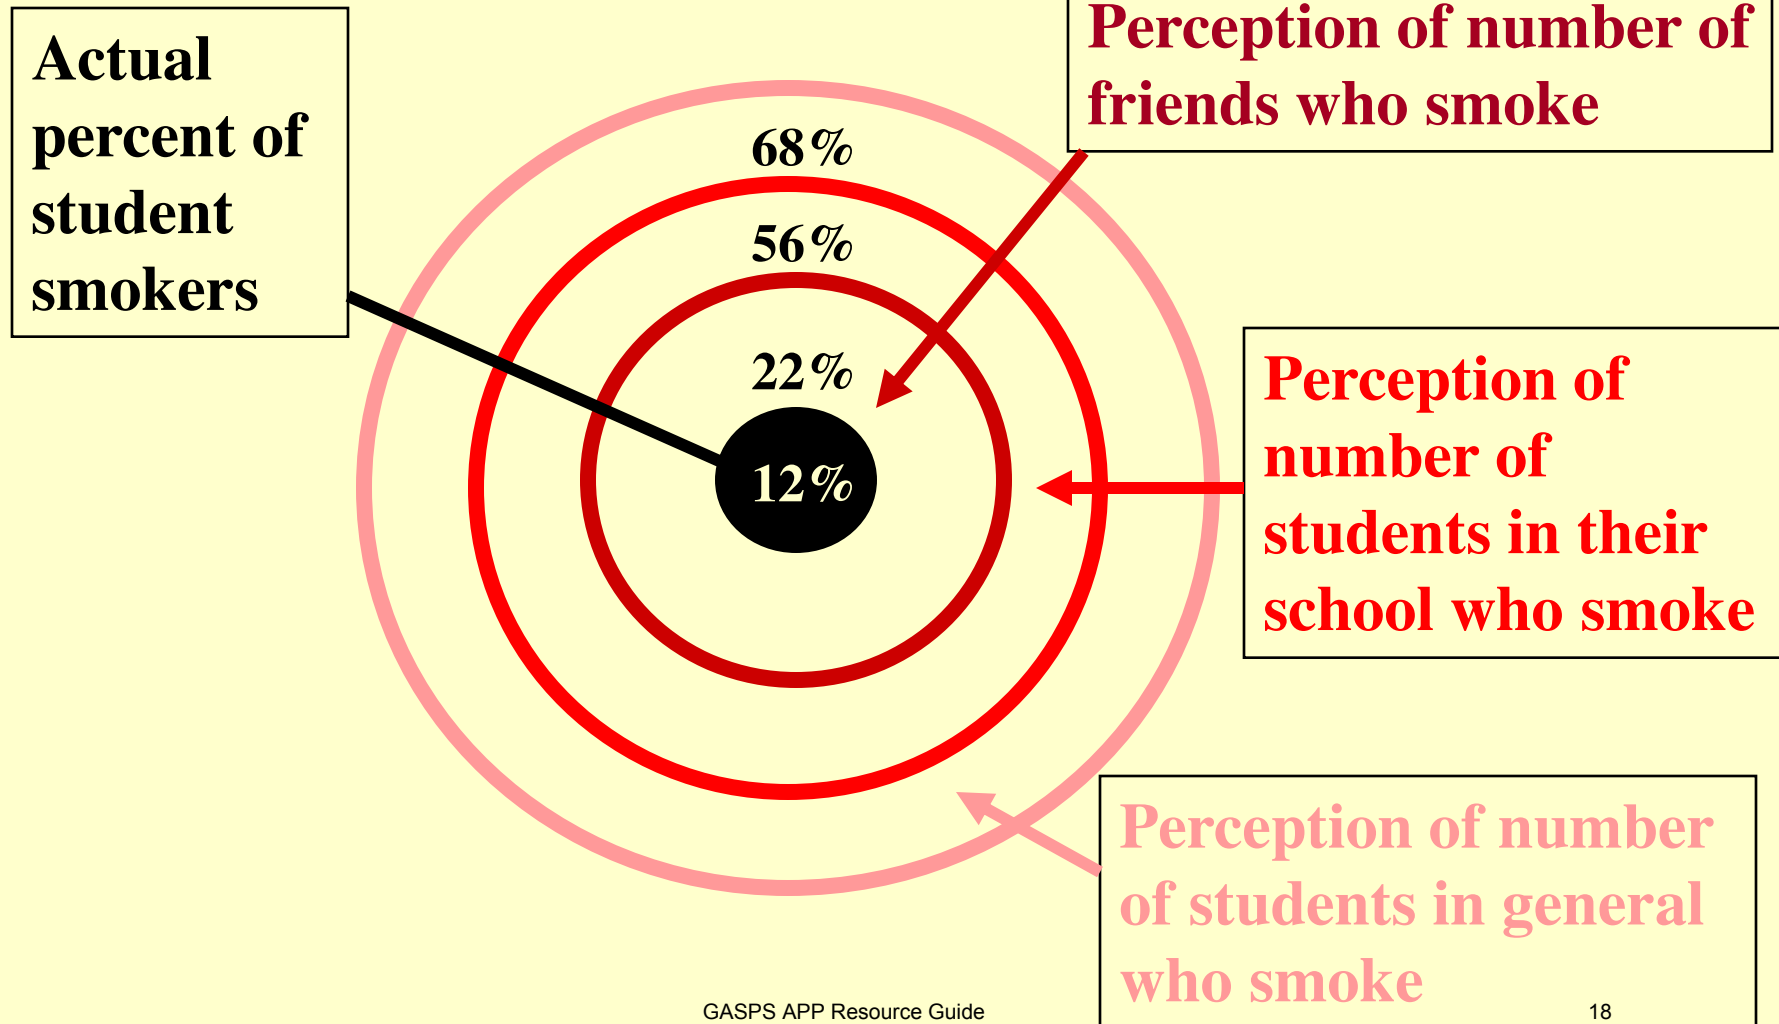 Actual
percent of
student
smokers
Perception of number of
friends who smoke
68%
56%
22%
12%
Perception of
number of
students in their
school who smoke
Perception of number
of students in general
who smoke
GASPS APP Resource Guide
18